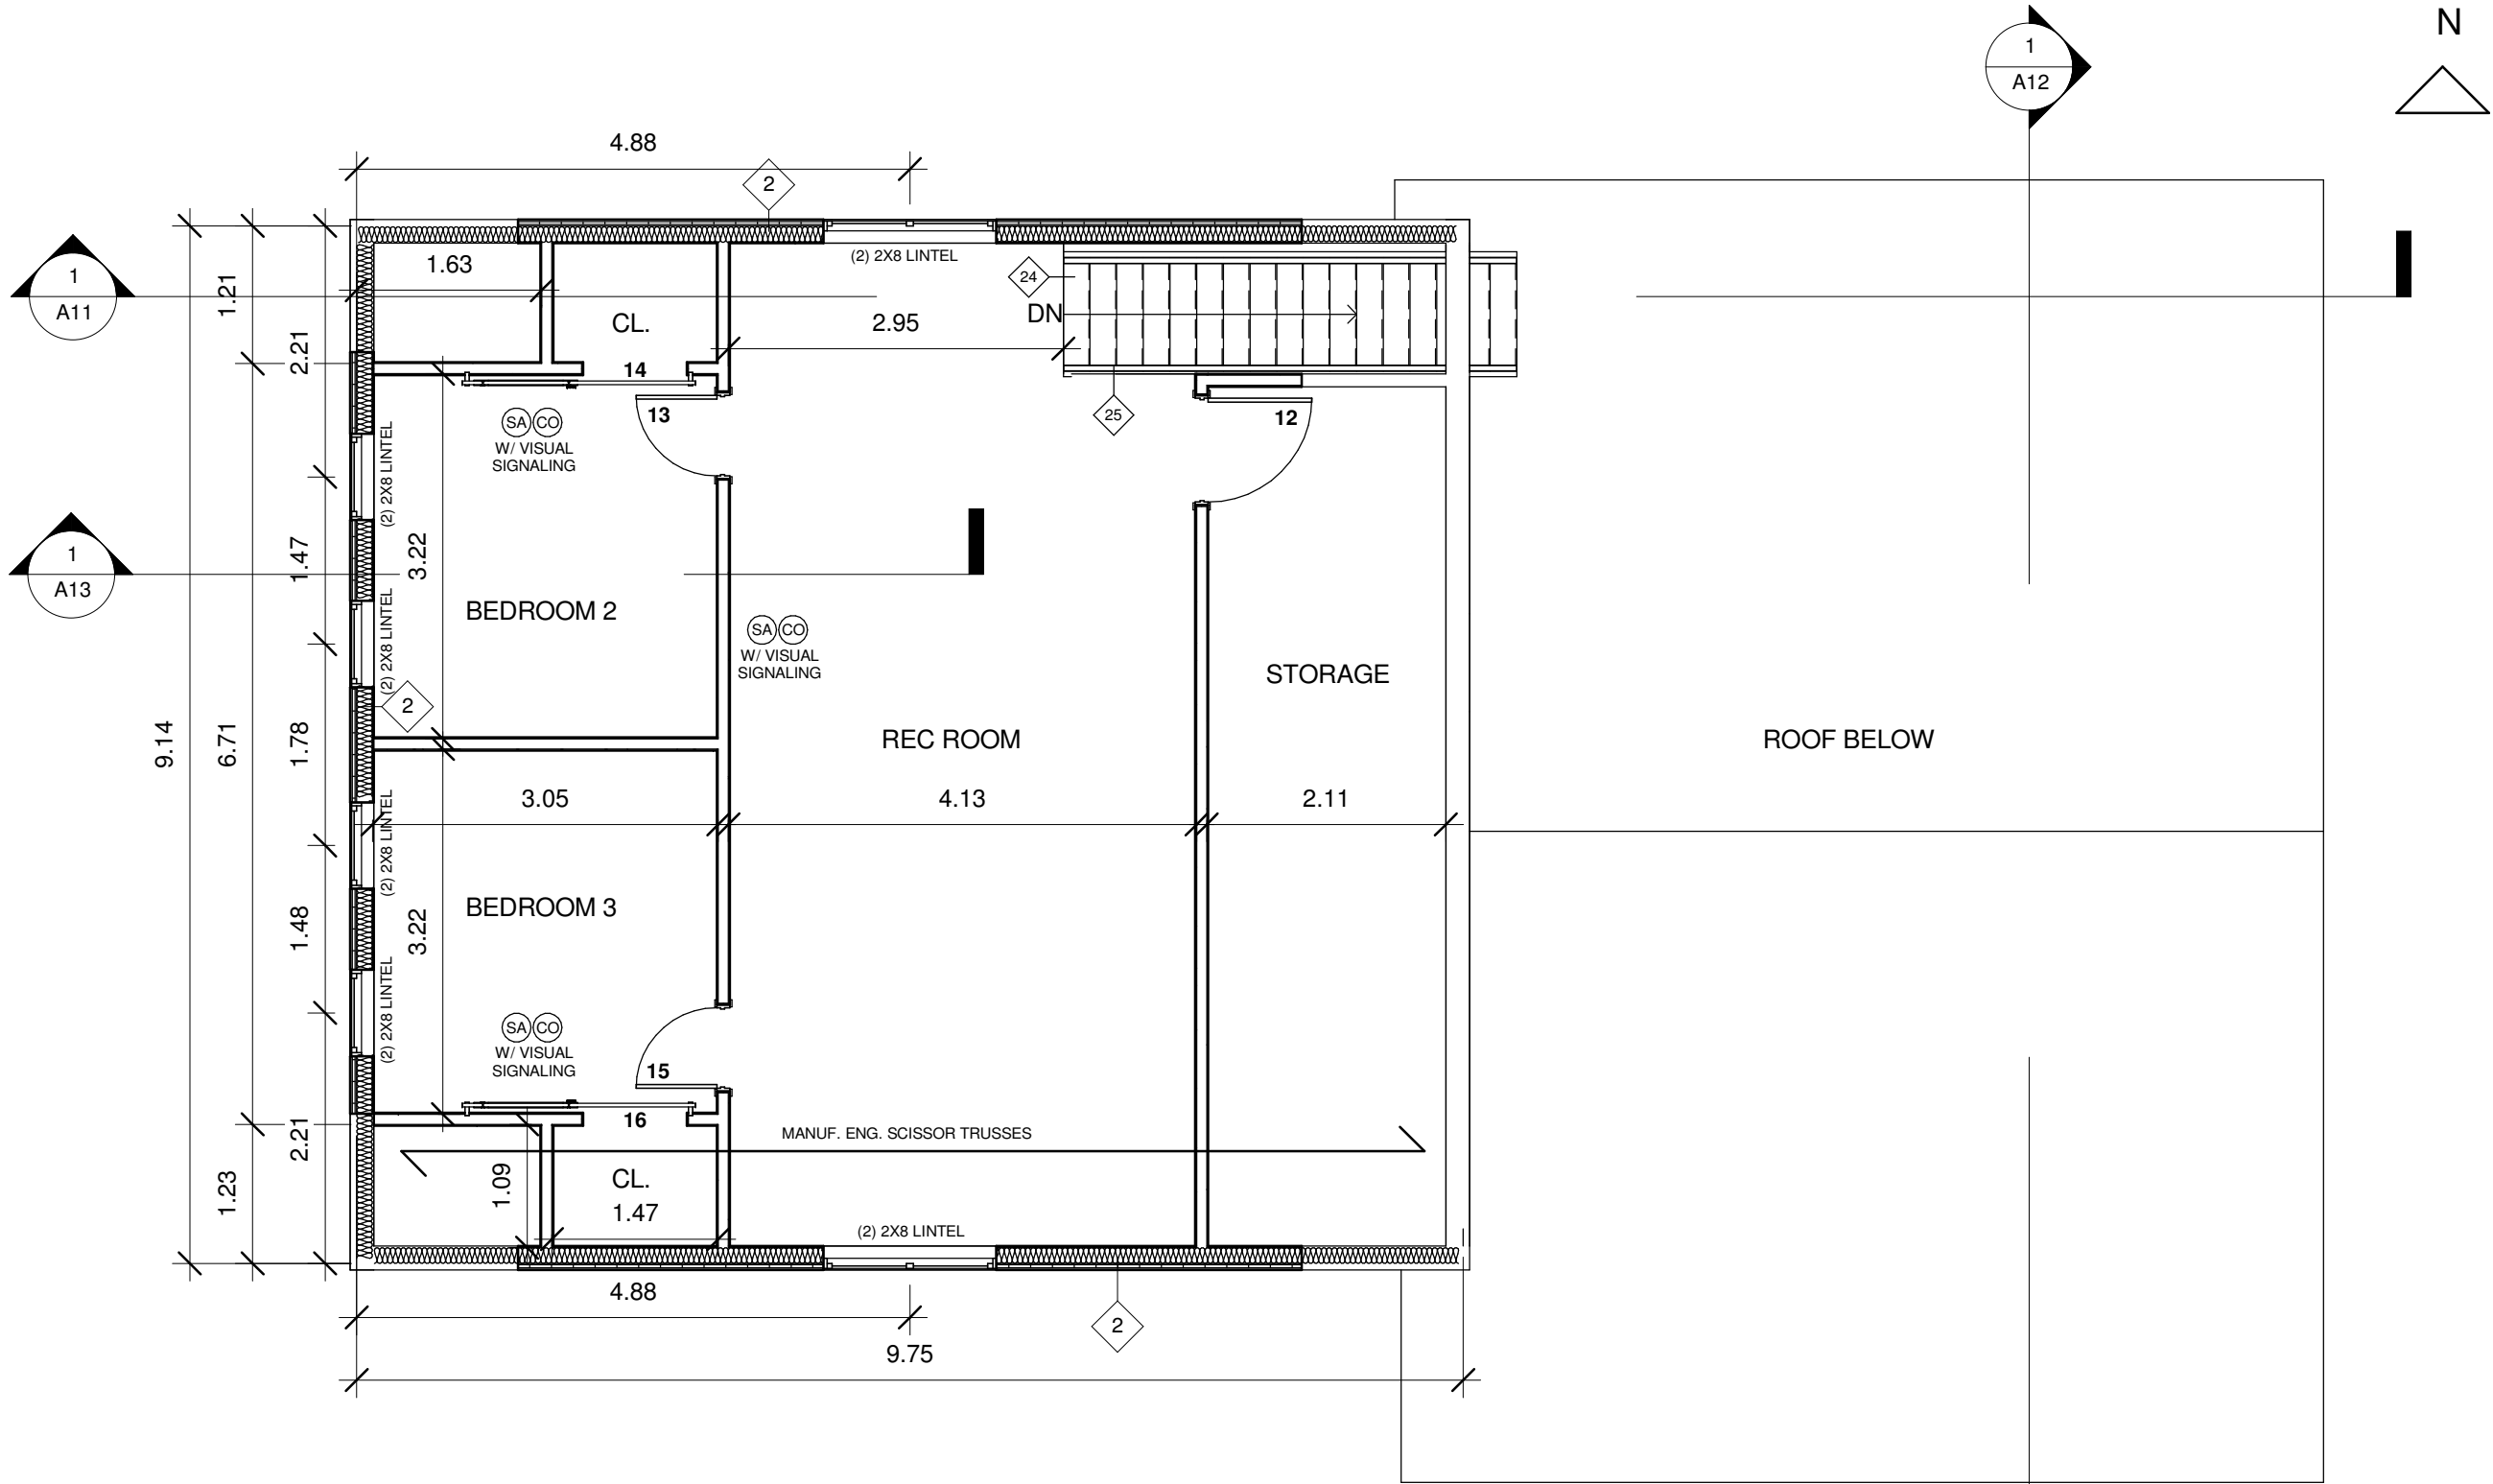 N
1
A12
4.88
2
1
A11
1.63
(2) 2X8 LINTEL
24
DN
CL.
2.95
1.21
2.21
14
13
12
25
SA CO
W/ VISUAL
SIGNALING
(2) 2X8 LINTEL
1
A13
1.47
3.22
BEDROOM 2
(2) 2X8 LINTEL
SA CO
W/ VISUAL
SIGNALING
STORAGE
2
9.14
6.71
1.78
REC ROOM
ROOF BELOW
3.05
4.13
2.11
(2) 2X8 LINTEL
BEDROOM 3
1.48
3.22
(2) 2X8 LINTEL
SA CO
W/ VISUAL
SIGNALING
15
16
MANUF. ENG. SCISSOR TRUSSES
2.21
1.23
1.09
CL.
1.47
(2) 2X8 LINTEL
4.88
2
9.75